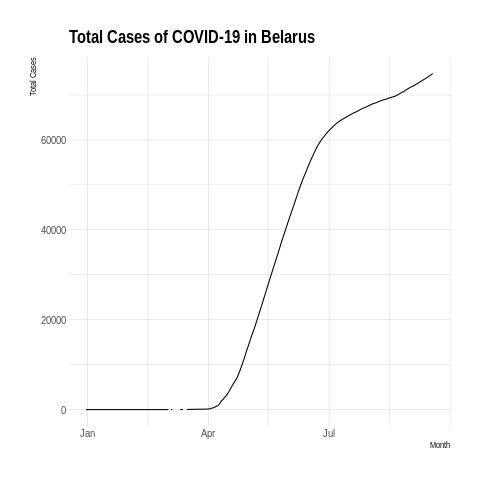 Total Cases of COVID-19 in Belarus
Total Cases
60000
40000
20000
0
Jan Apr Jul
Month